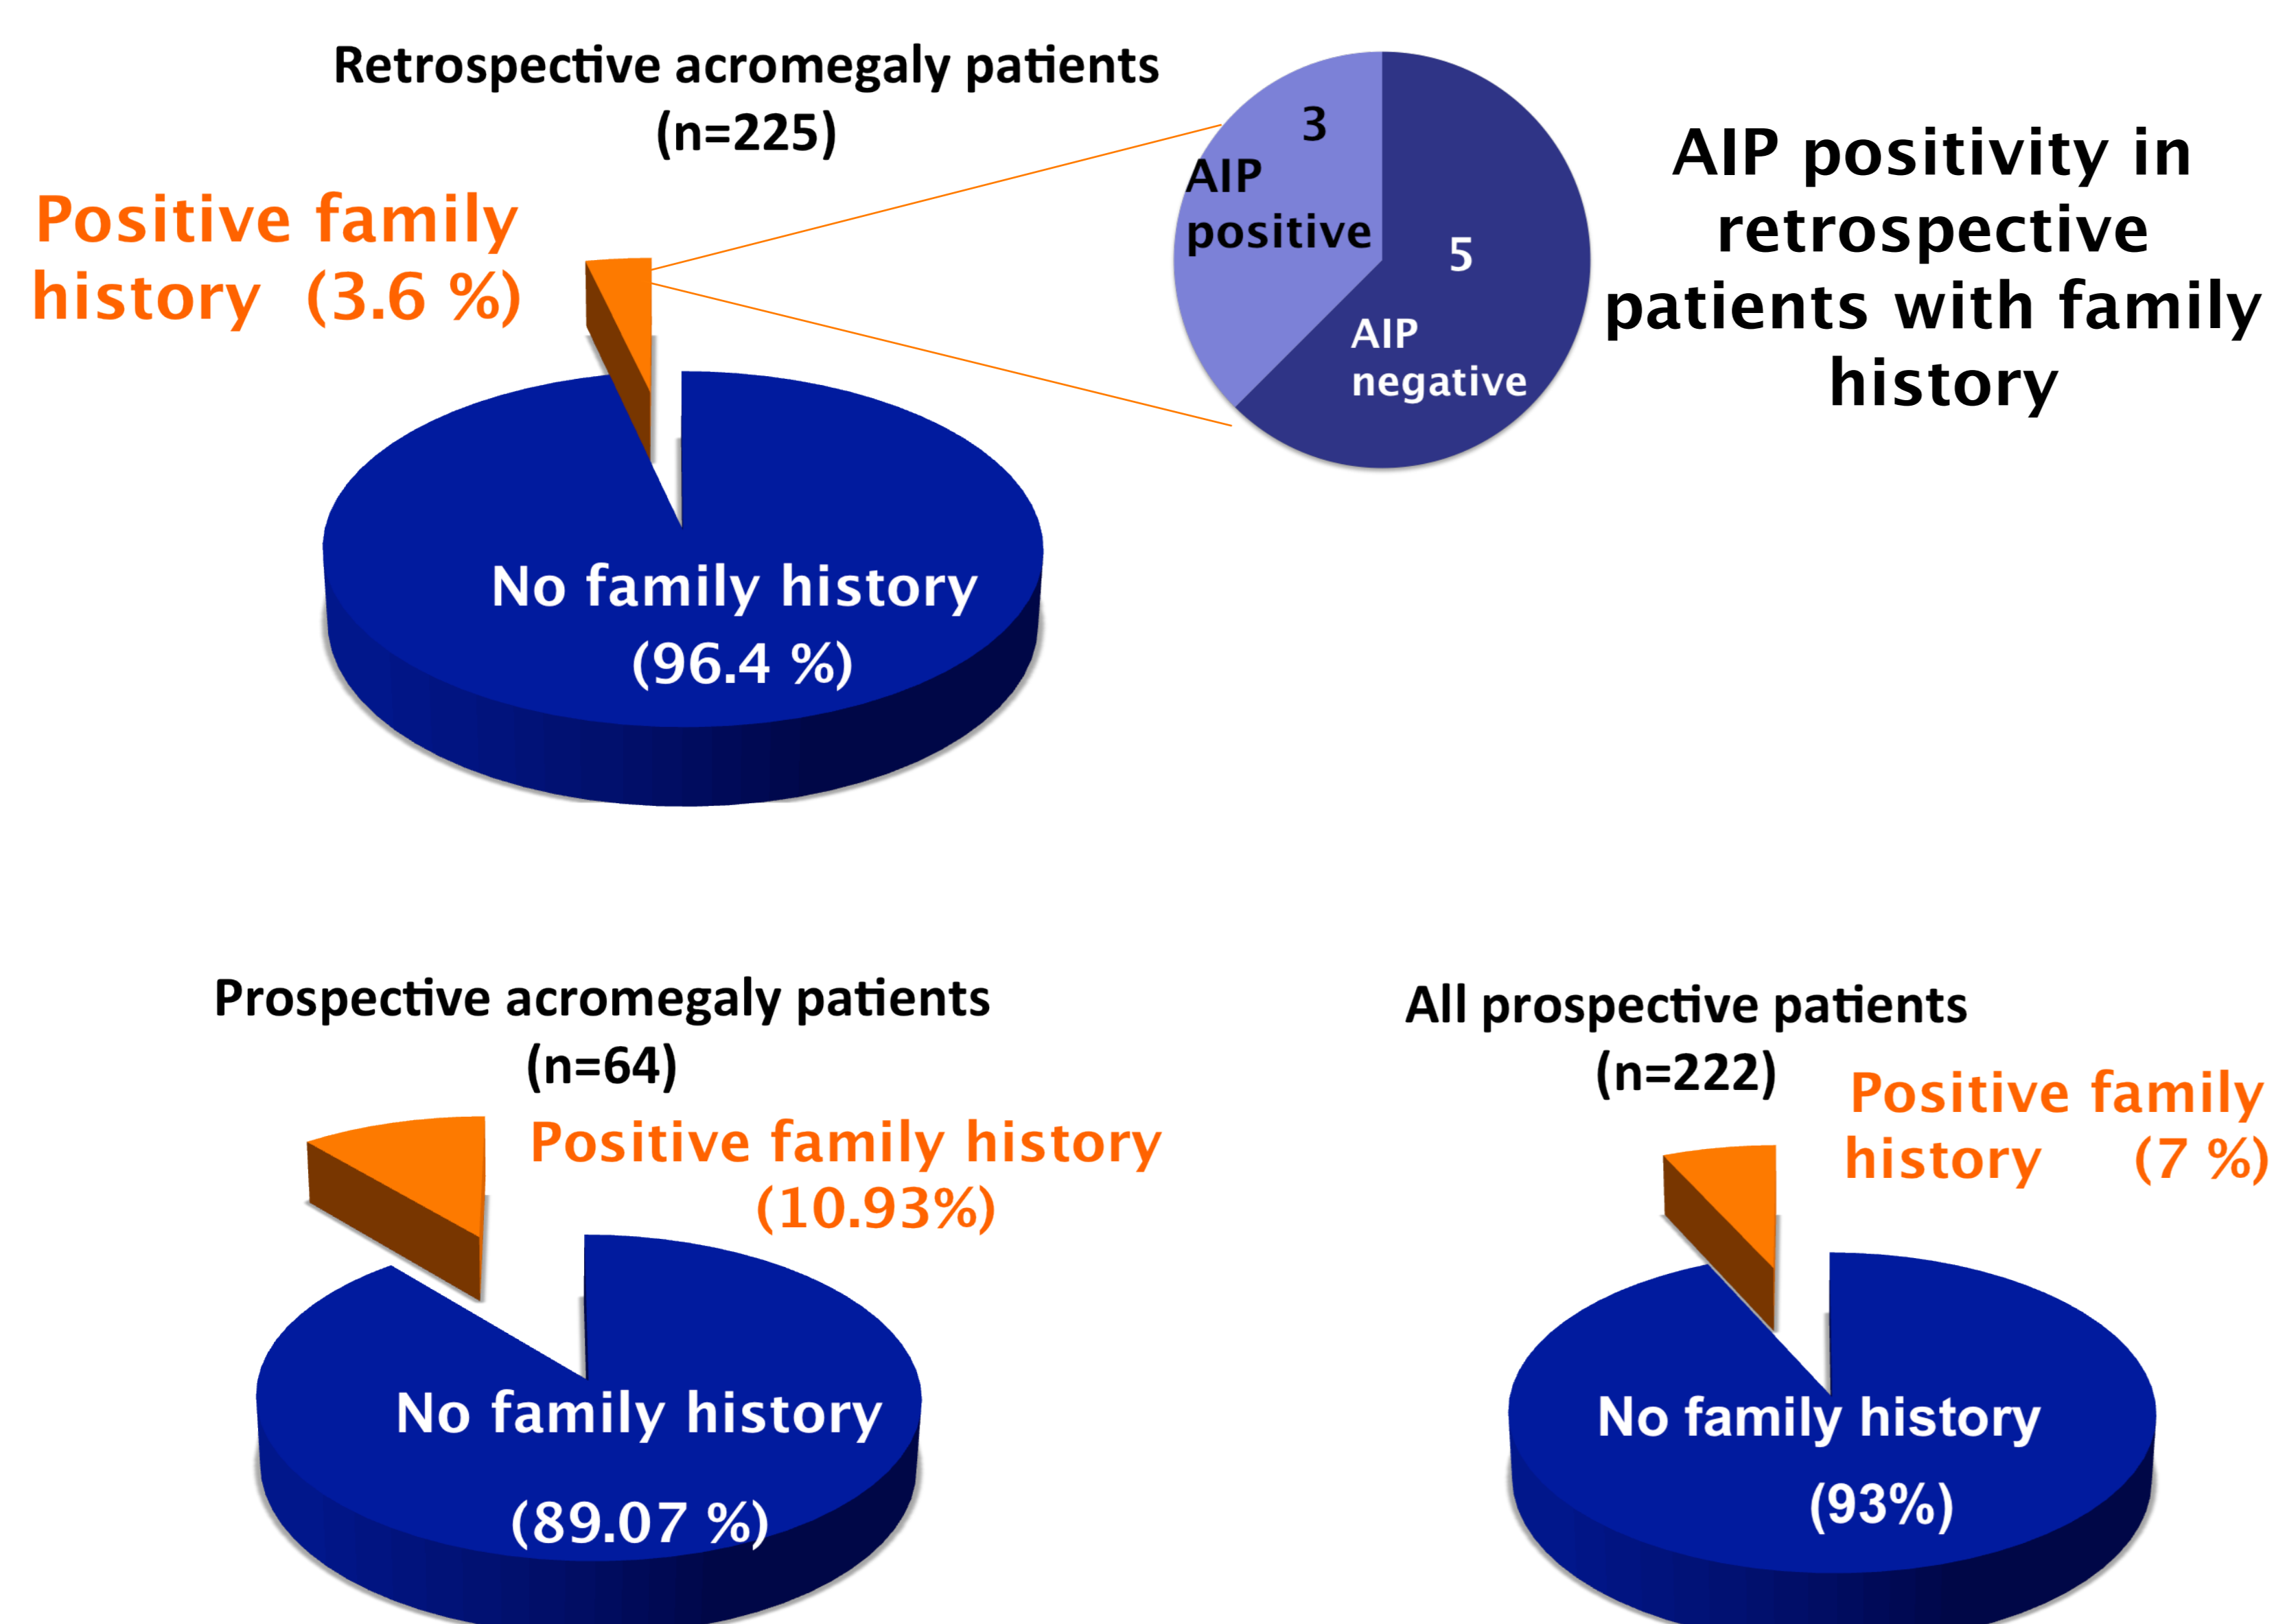 Retrospective acromegaly patients
(n=225)
Positive family
history (3.6 %)
No family history
(96.4 %)
3
AIP
positive
5
AIP
negative
AIP positivity in
retrospective
patients with family
history
Prospective acromegaly patients
(n=64)
Positive family history
(10.93%)
No family history
(89.07 %)
All prospective patients
(n=222)
Positive family
history (7 %)
No family history
(93%)